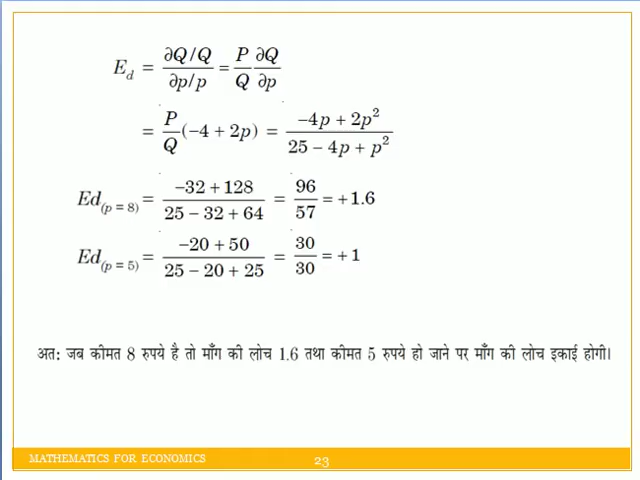 E_d = ∂Q/Q / ∂p/p = P/Q ∂Q/∂p
= P/Q (−4 + 2p) = −4p + 2p² / 25 − 4p + p²
Ed(p = 8) = −32 + 128 / 25 − 32 + 64 = 96/57 = + 1.6
Ed(p = 5) = −20 + 50 / 25 − 20 + 25 = 30/30 = + 1
अत: जब कीमत 8 रुपये है तो माँग की लोच 1.6 तथा कीमत 5 रुपये हो जाने पर माँग की लोच इकाई होगी।
MATHEMATICS FOR ECONOMICS 23